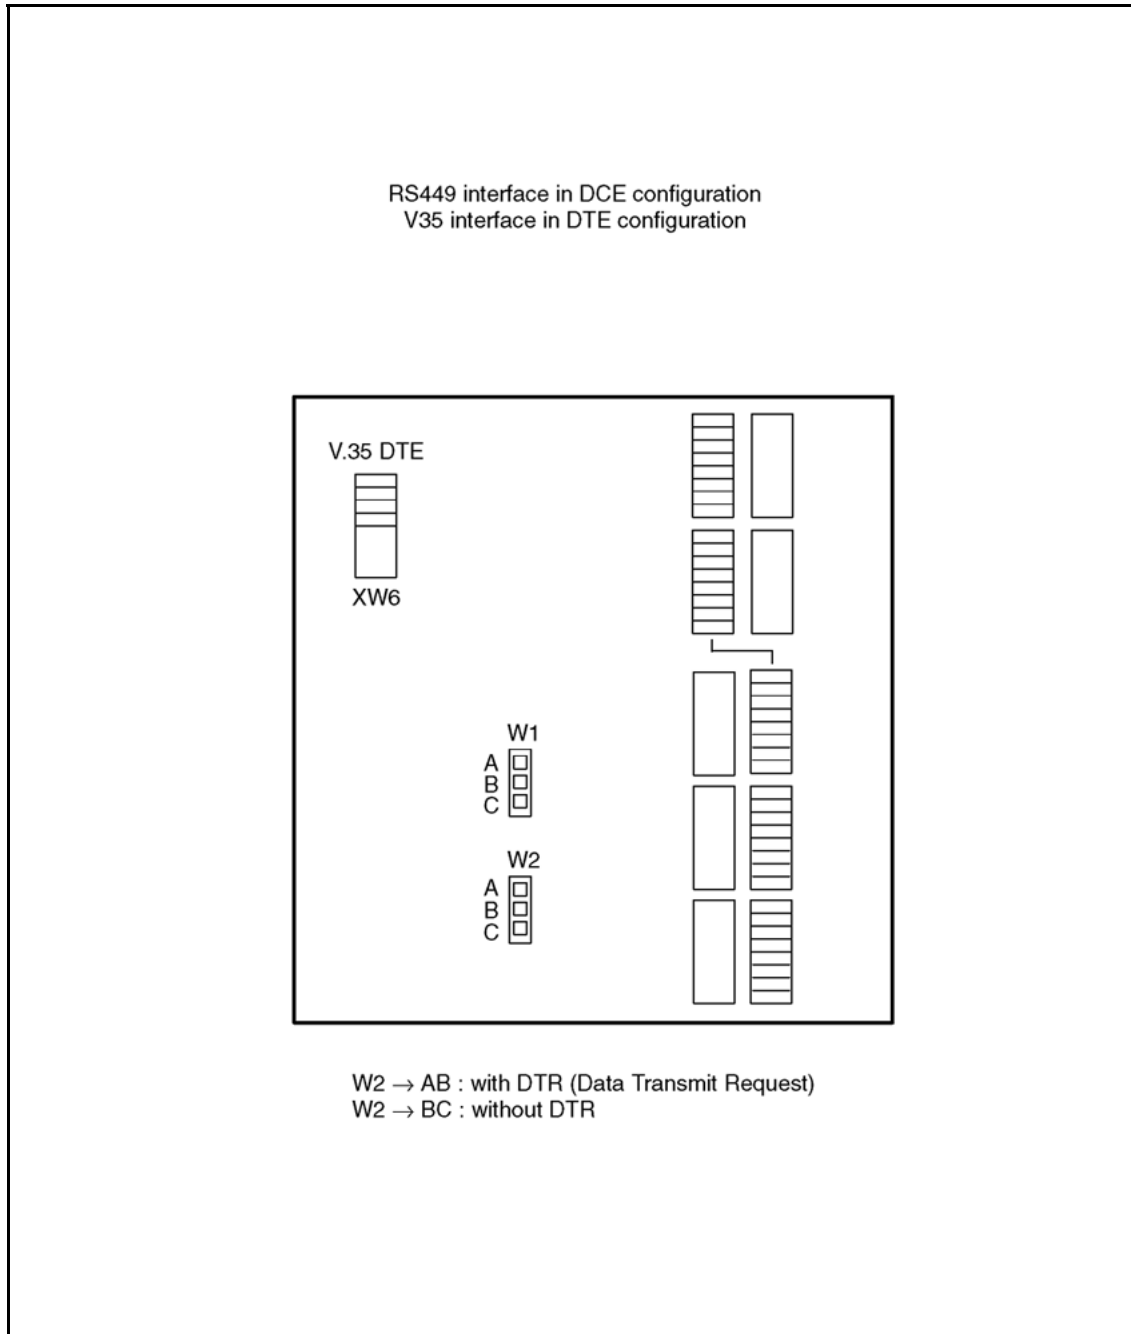 RS449 interface in DCE configuration
V35 interface in DTE configuration
V.35 DTE
XW6
W1
A
B
C
W2
A
B
C
W2 → AB : with DTR (Data Transmit Request)
W2 → BC : without DTR